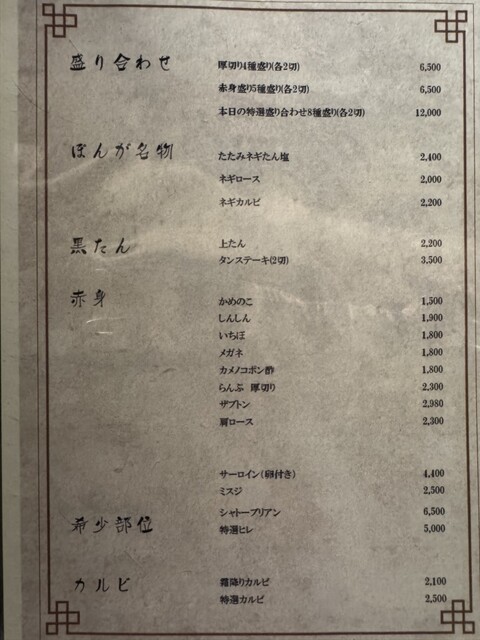 盛り合わせ 厚切り4種盛り(各2切) 6,500
赤身盛り5種盛り(各2切) 6,500
本日の特選盛り合わせ8種盛り(各2切) 12,000
ぼんが名物 たたみネギたん塩 2,400
ネギロース 2,000
ネギカルビ 2,200
黒たん 上たん 2,200
タンステーキ(2切) 3,500
赤身 かめのこ 1,500
しんしん 1,900
いちぼ 1,800
メガネ 1,800
カメノコポン酢 1,800
らんぷ 厚切り 2,300
ザブトン 2,980
肩ロース 2,300
サーロイン(卵付き) 4,400
ミスジ 2,500
希少部位 シャトーブリアン 6,500
特選ヒレ 5,000
カルビ 霜降りカルビ 2,100
特選カルビ 2,500